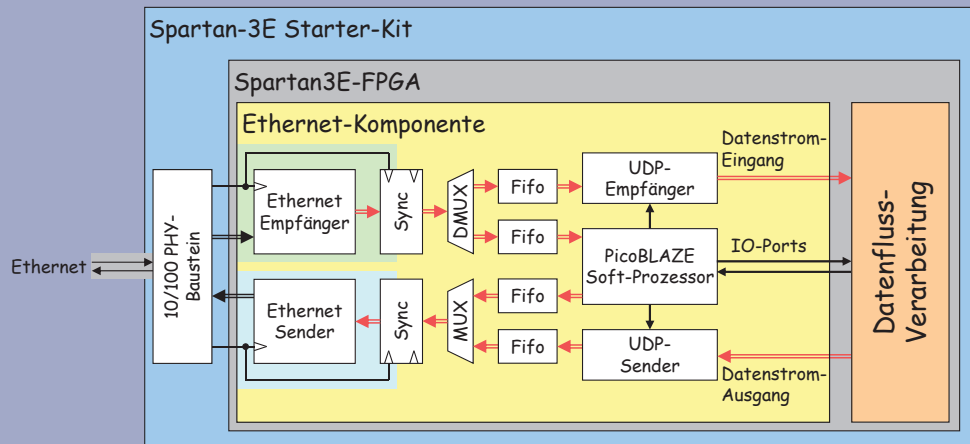 Spartan-3E Starter-Kit
Spartan3E-FPGA
Ethernet-Komponente
Datenstrom-
Eingang
Ethernet
Empfänger
Sync
DMUX
Fifo
Fifo
UDP-
Empfänger
10/100 PHY-
Baustein
Ethernet
PicoBLAZE
Soft-Prozessor
IO-Ports
Datenfluss-
Verarbeitung
Ethernet
Sender
Sync
MUX
Fifo
Fifo
UDP-
Sender
Datenstrom-
Ausgang